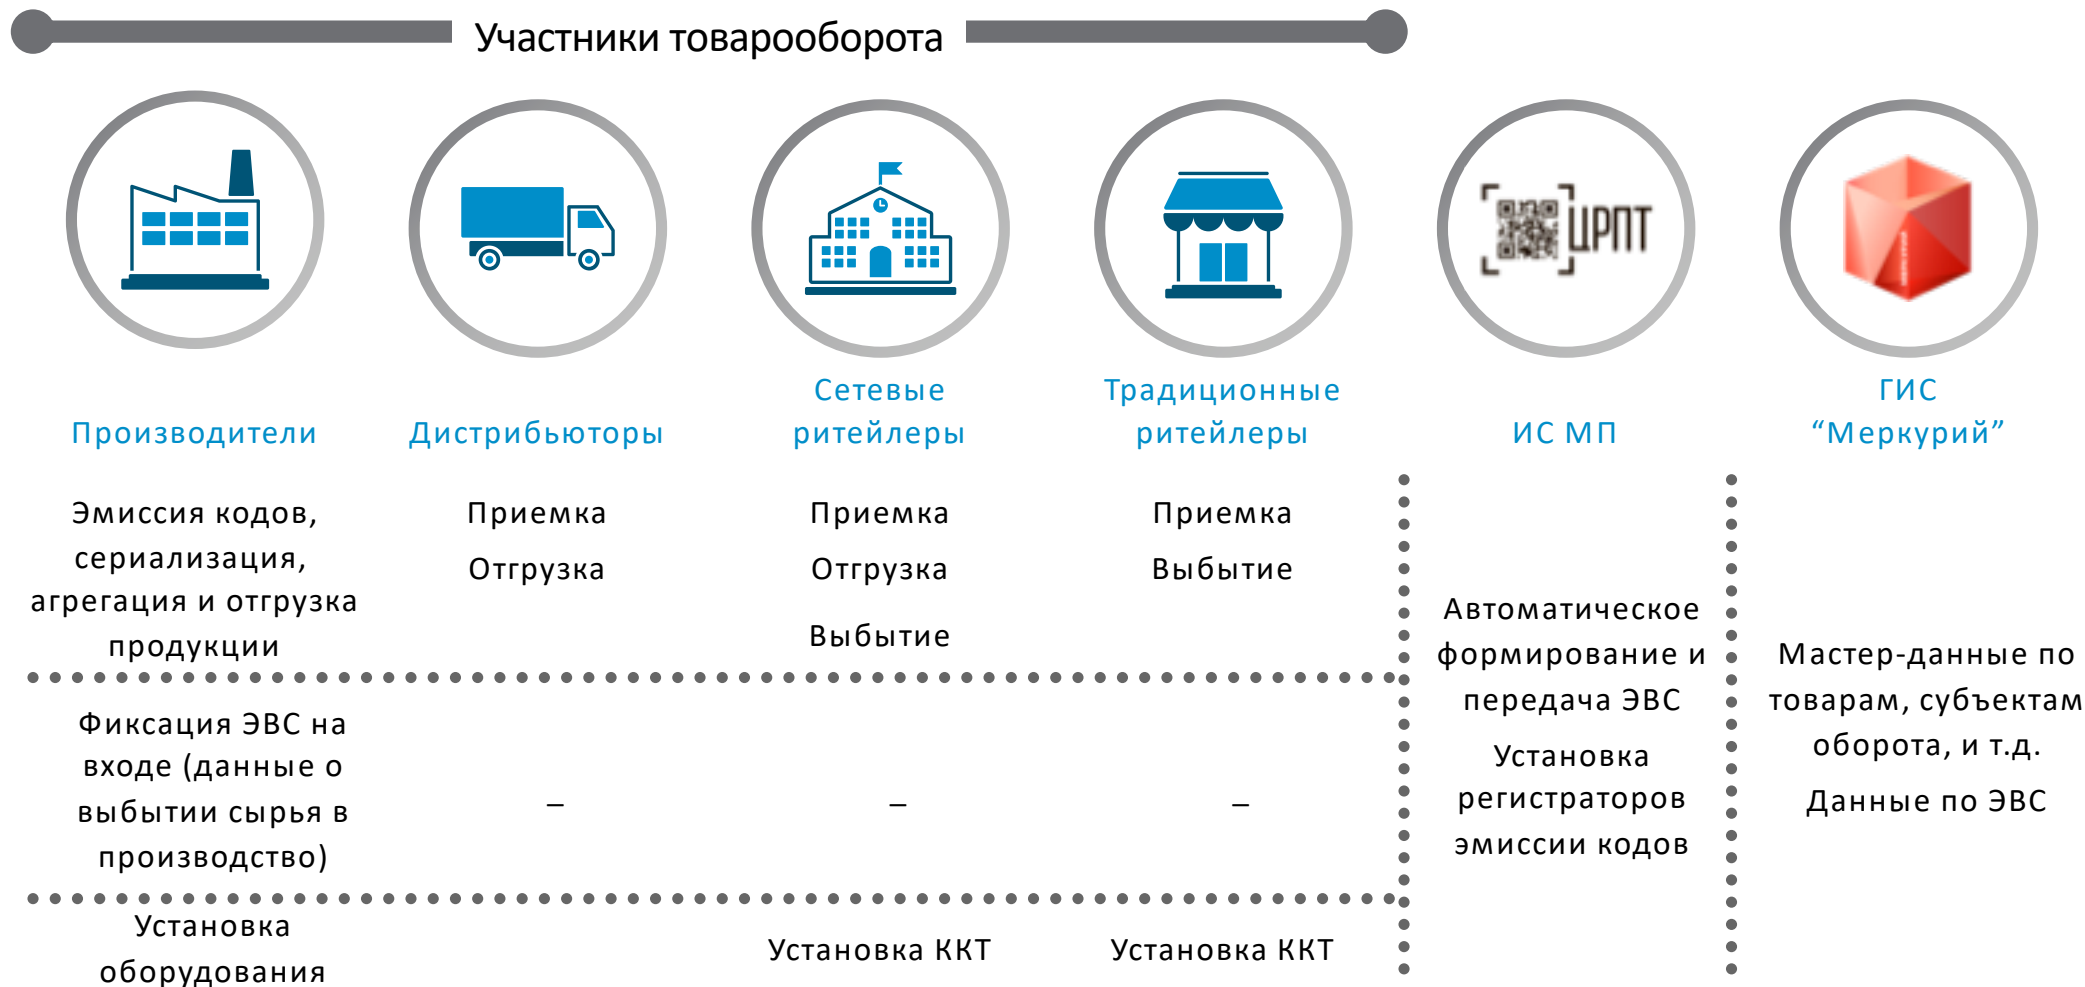 Участники товарооборота
ЦРПТ
Производители
Дистрибьюторы
Сетевые
ритейлеры
Традиционные
ритейлеры
ИС МП
ГИС
“Меркурий”
Эмиссия кодов,
сериализация,
агрегация и отгрузка
продукции
Приемка
Отгрузка
Приемка
Отгрузка
Выбытие
Приемка
Выбытие
Фиксация ЭВС на
входе (данные о
выбытии сырья в
производство)
–
–
–
Установка
оборудования
Установка ККТ
Установка ККТ
Автоматическое
формирование и
передача ЭВС
Установка
регистраторов
эмиссии кодов
Мастер-данные по
товарам, субъектам
оборота, и т.д.
Данные по ЭВС